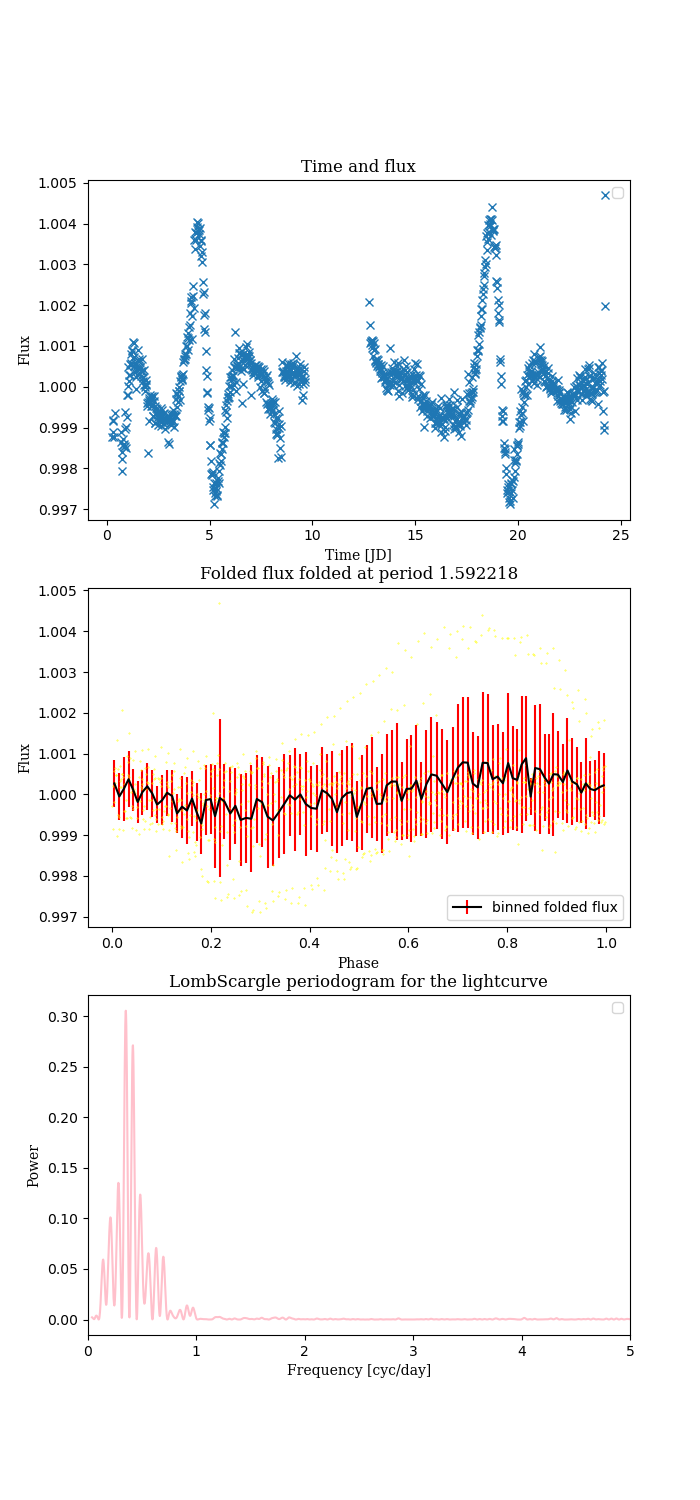 Time and flux
1.005
1.004
1.003
1.002
1.001
1.000
0.999
0.998
0.997
Flux
0 5 10 15 20 25
Time [JD]
Folded flux folded at period 1.592218
1.005
1.004
1.003
1.002
1.001
1.000
0.999
0.998
0.997
Flux
binned folded flux
0.0 0.2 0.4 0.6 0.8 1.0
Phase
LombScargle periodogram for the lightcurve
0.30
0.25
0.20
0.15
0.10
0.05
0.00
Power
0 1 2 3 4 5
Frequency [cyc/day]